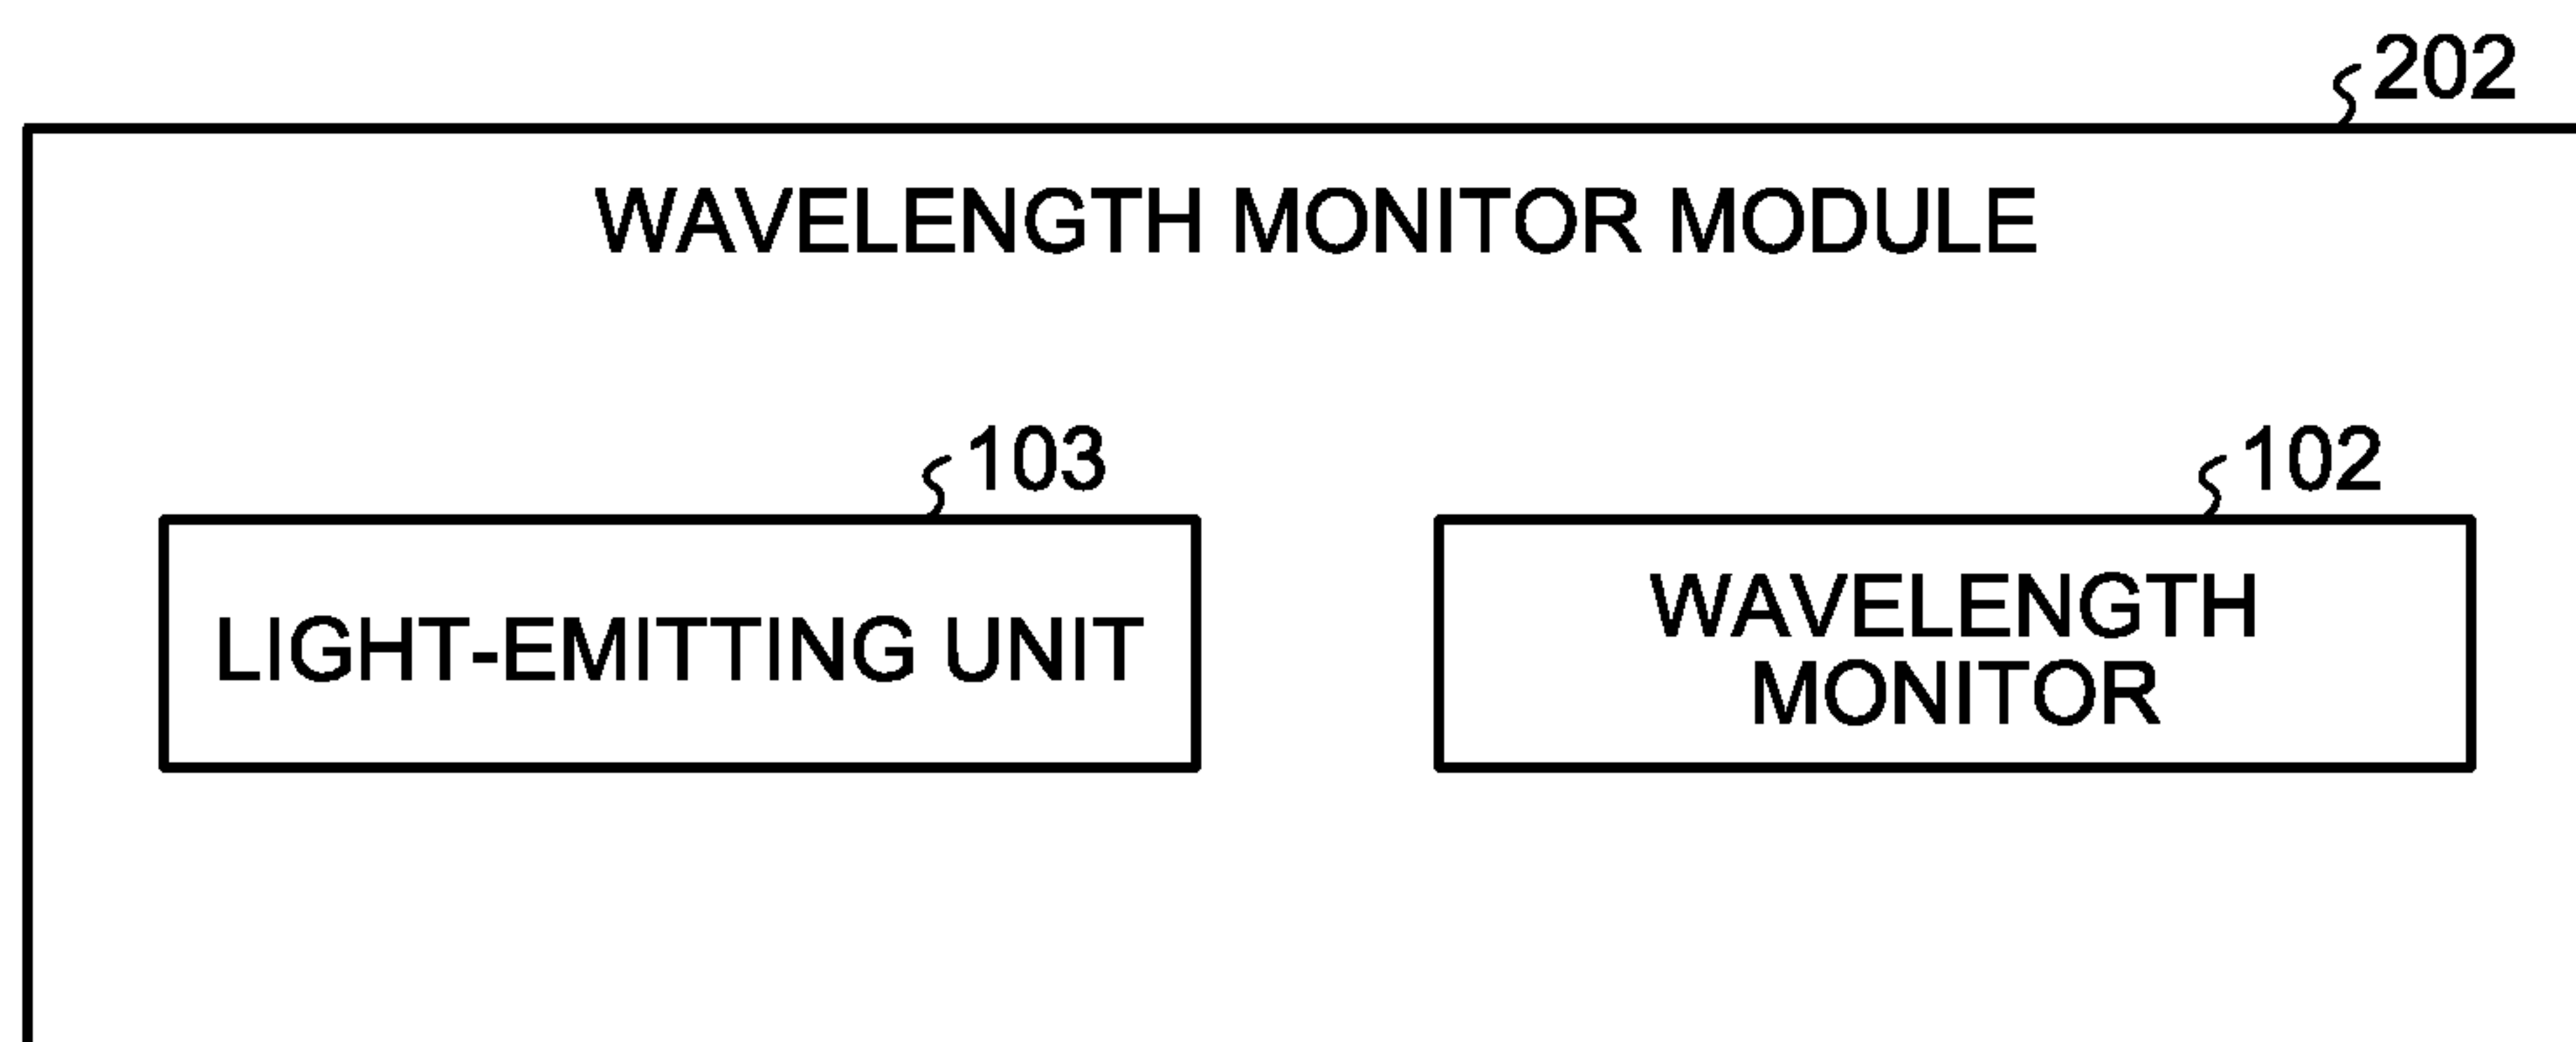 202
WAVELENGTH MONITOR MODULE
103
102
LIGHT-EMITTING UNIT
WAVELENGTH
MONITOR